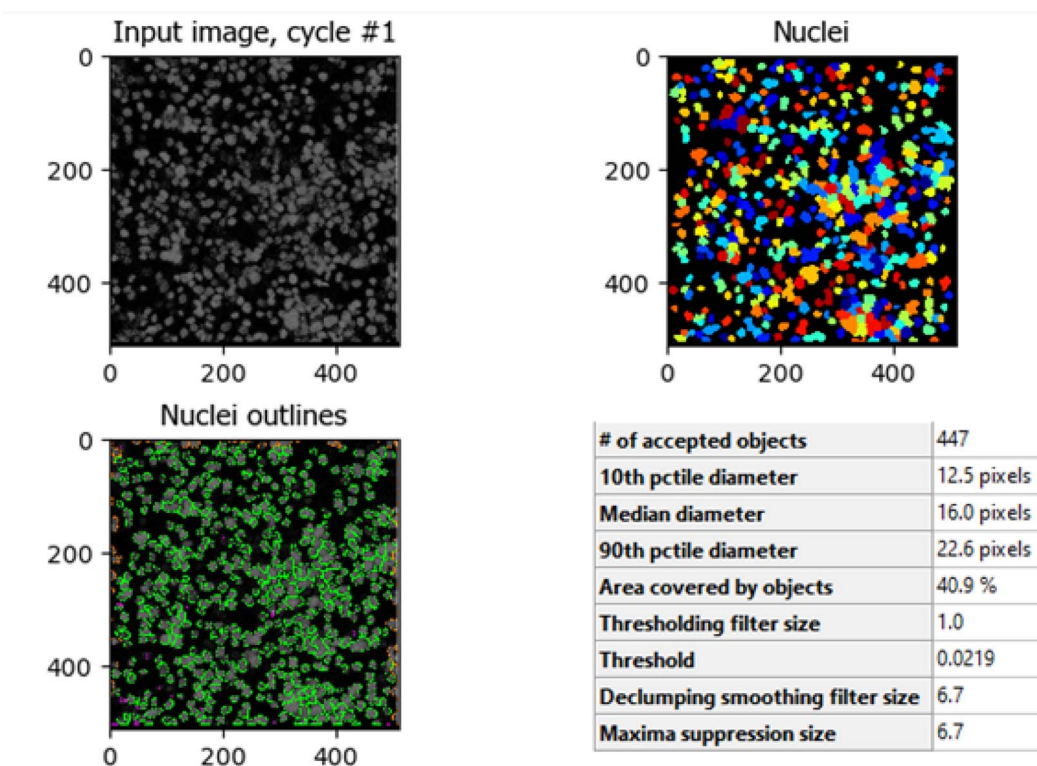 Input image, cycle #1
0
200
400
0 200 400
Nuclei
0
200
400
0 200 400
Nuclei outlines
0
200
400
0 200 400
# of accepted objects 447
10th pctile diameter 12.5 pixels
Median diameter 16.0 pixels
90th pctile diameter 22.6 pixels
Area covered by objects 40.9 %
Thresholding filter size 1.0
Threshold 0.0219
Declumping smoothing filter size 6.7
Maxima suppression size 6.7